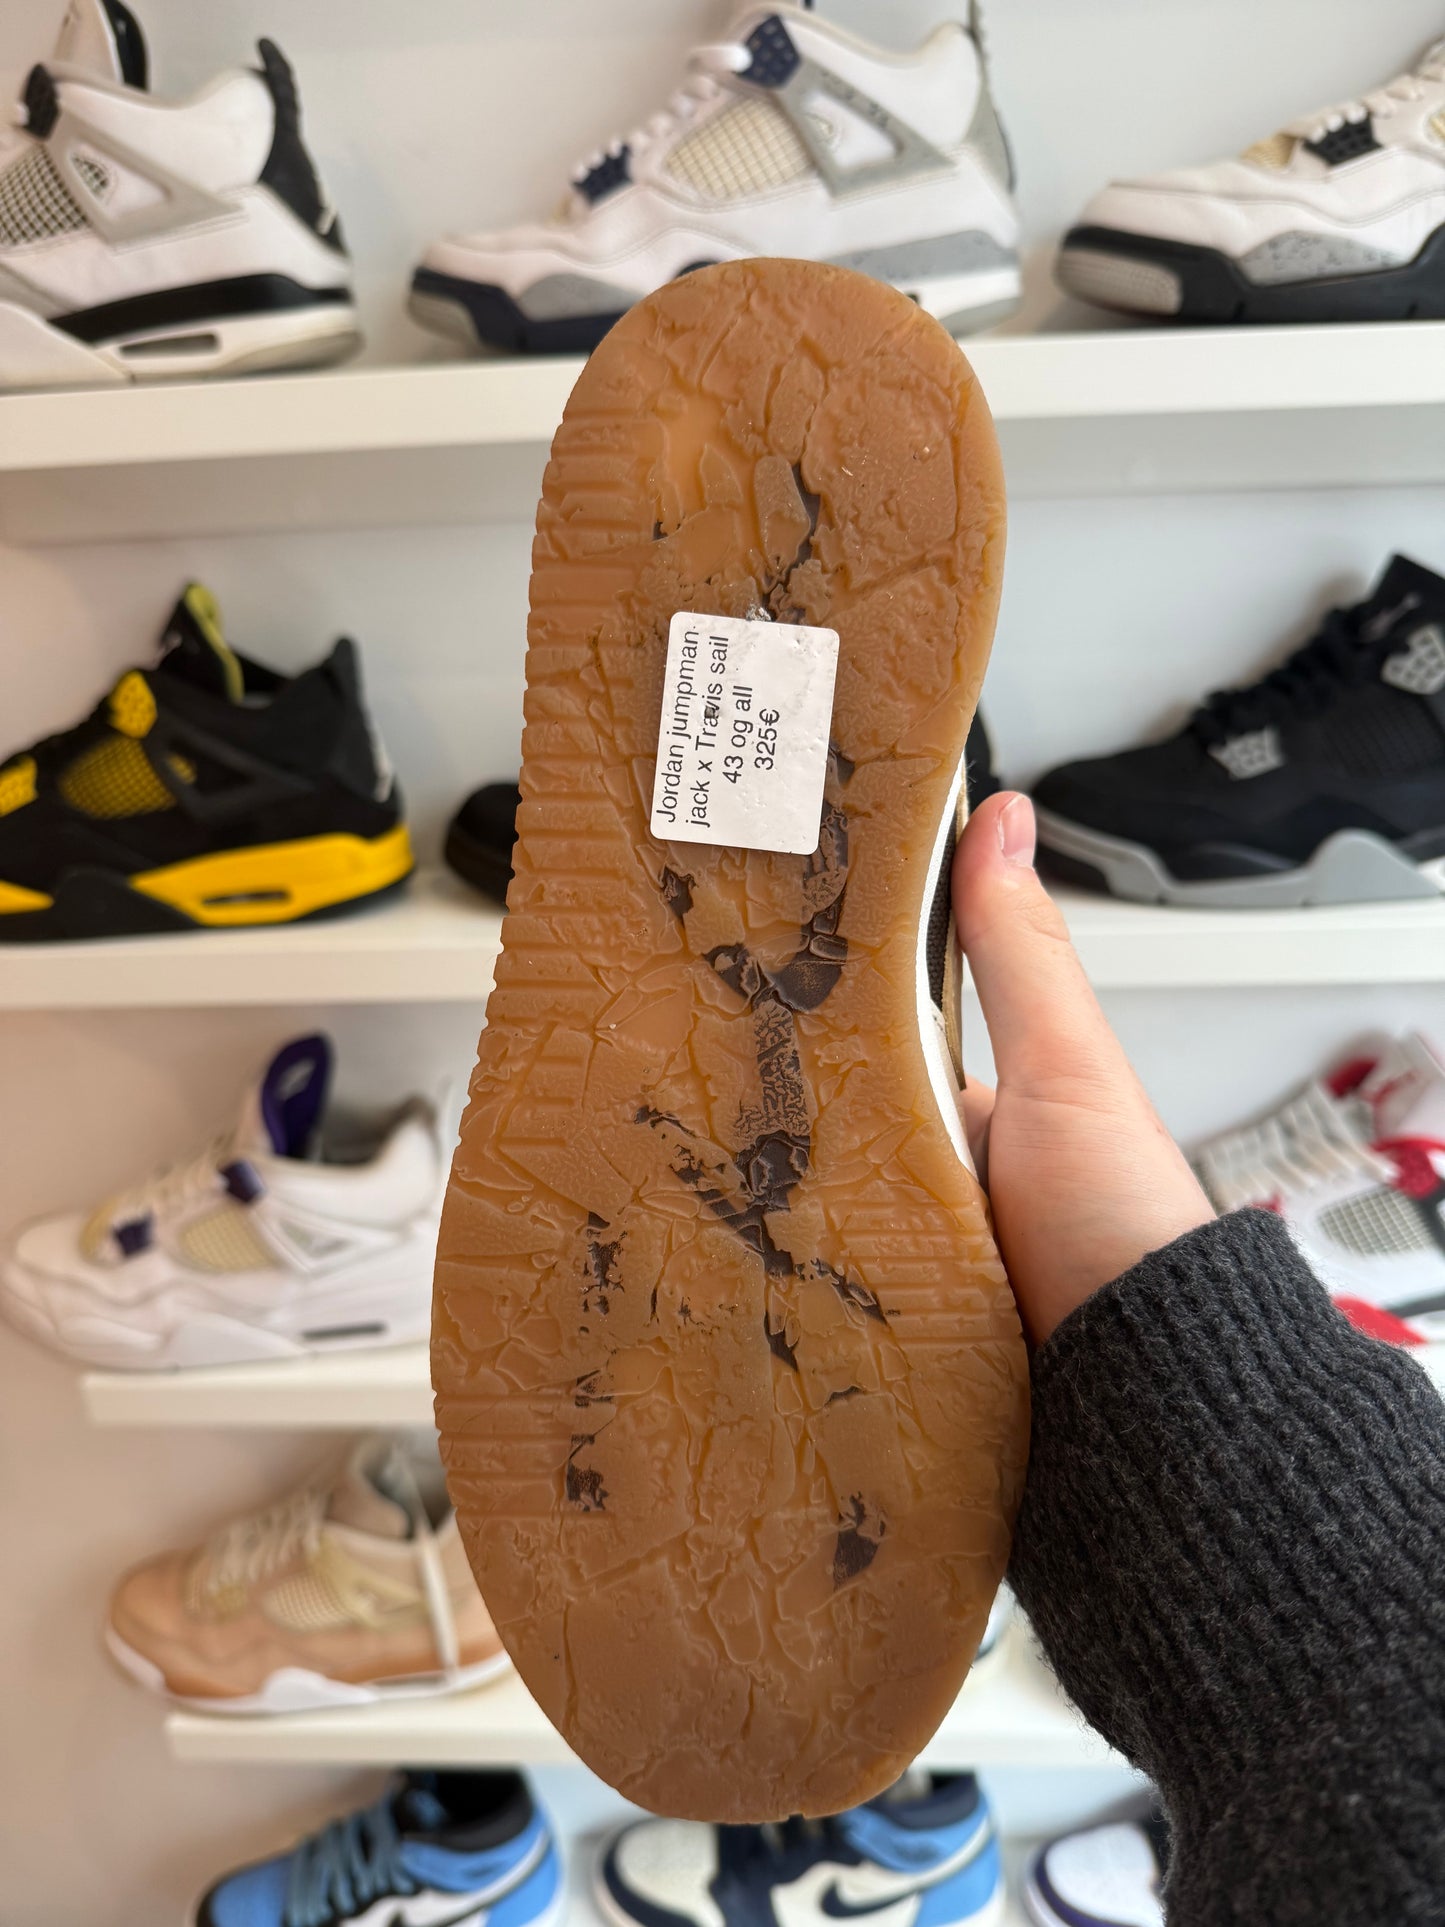 Jordan jumpman
jack x Travis sail
43 og all
325€